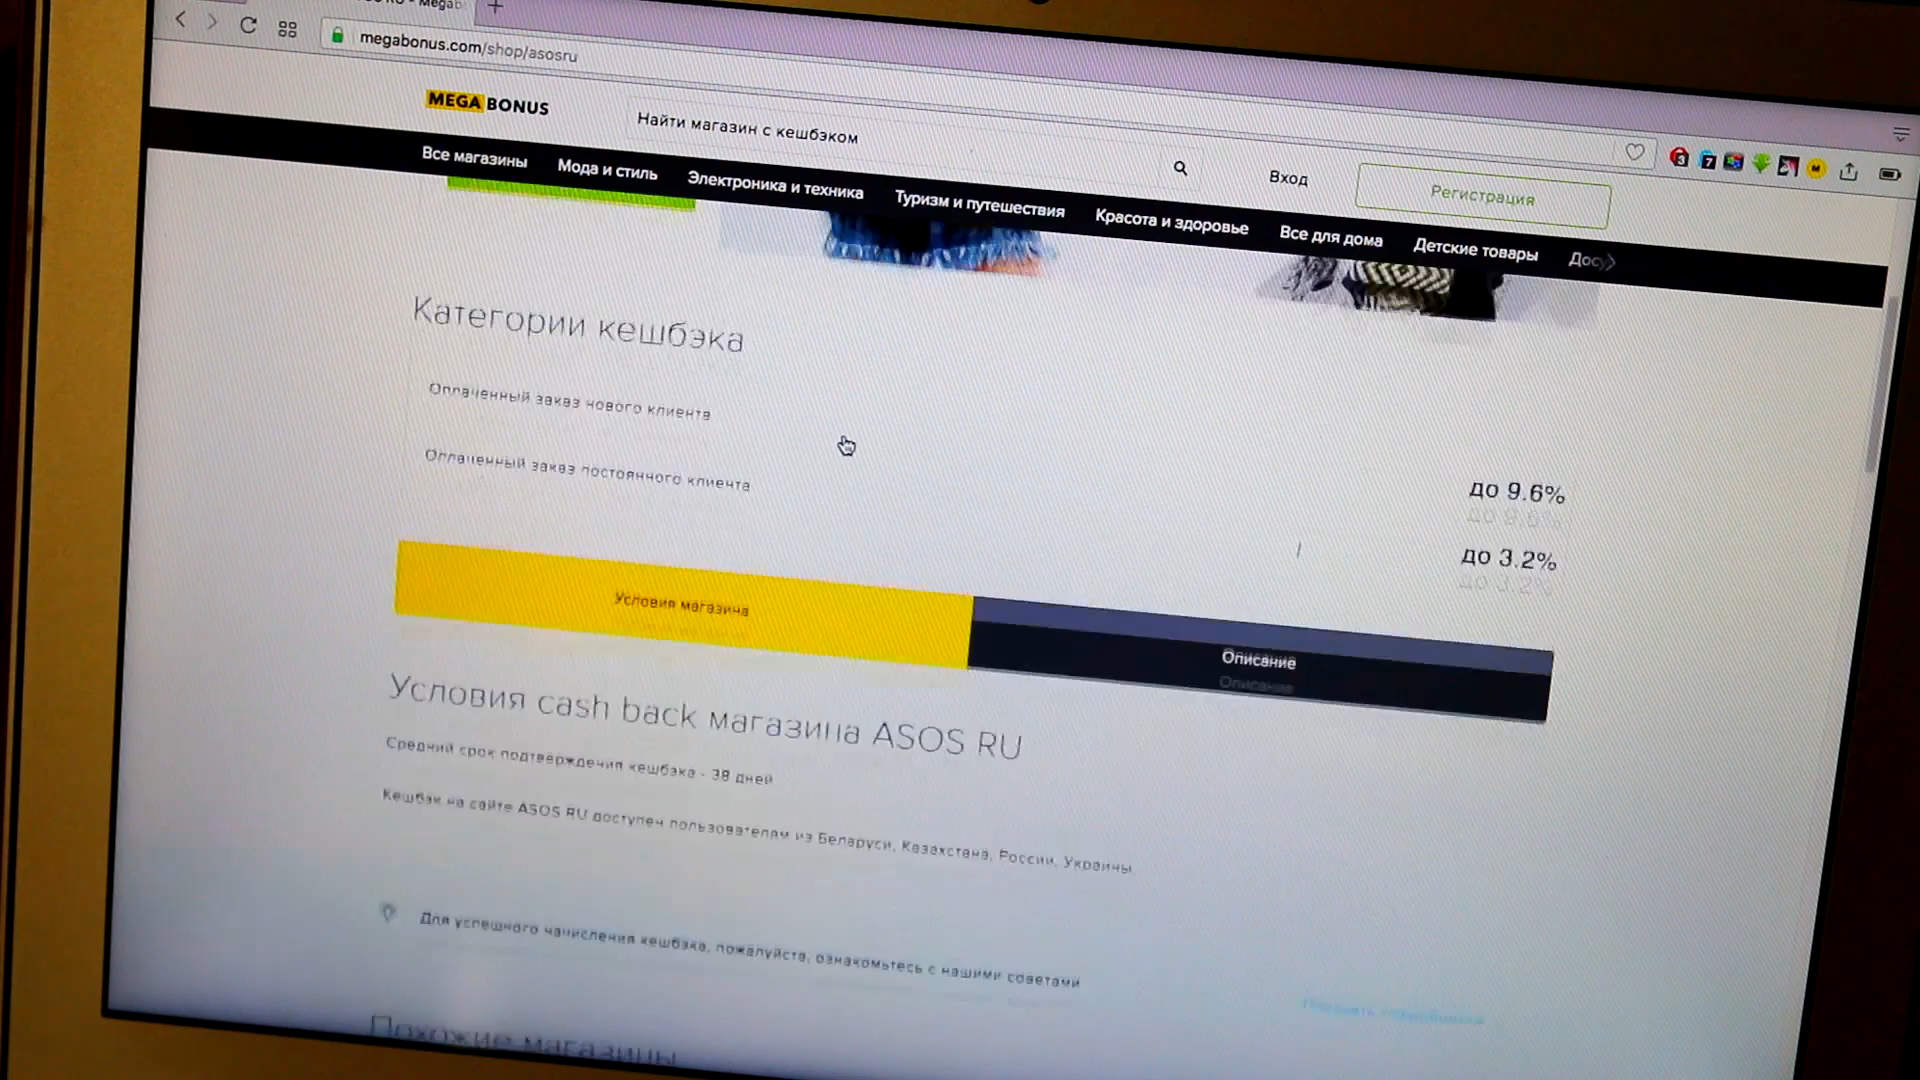 megabonus.com/shop/asosru
MEGA BONUS
Найти магазин с кешбэком
Вход
Регистрация
Все магазины Мода и стиль Электроника и техника Туризм и путешествия Красота и здоровье Все для дома Детские товары
Категории кешбэка
Оплаченный заказ нового клиента
до 9.6%
Оплаченный заказ постоянного клиента
до 3.2%
Условия магазина
Описание
Условия cash back магазина ASOS RU
Средний срок подтверждения кешбэка - 38 дней
Кешбэк на сайте ASOS RU доступен пользователям из Беларуси, Казахстана, России, Украины
Для успешного начисления кешбэка, пожалуйста, ознакомьтесь с нашими советами
Похожие магазины